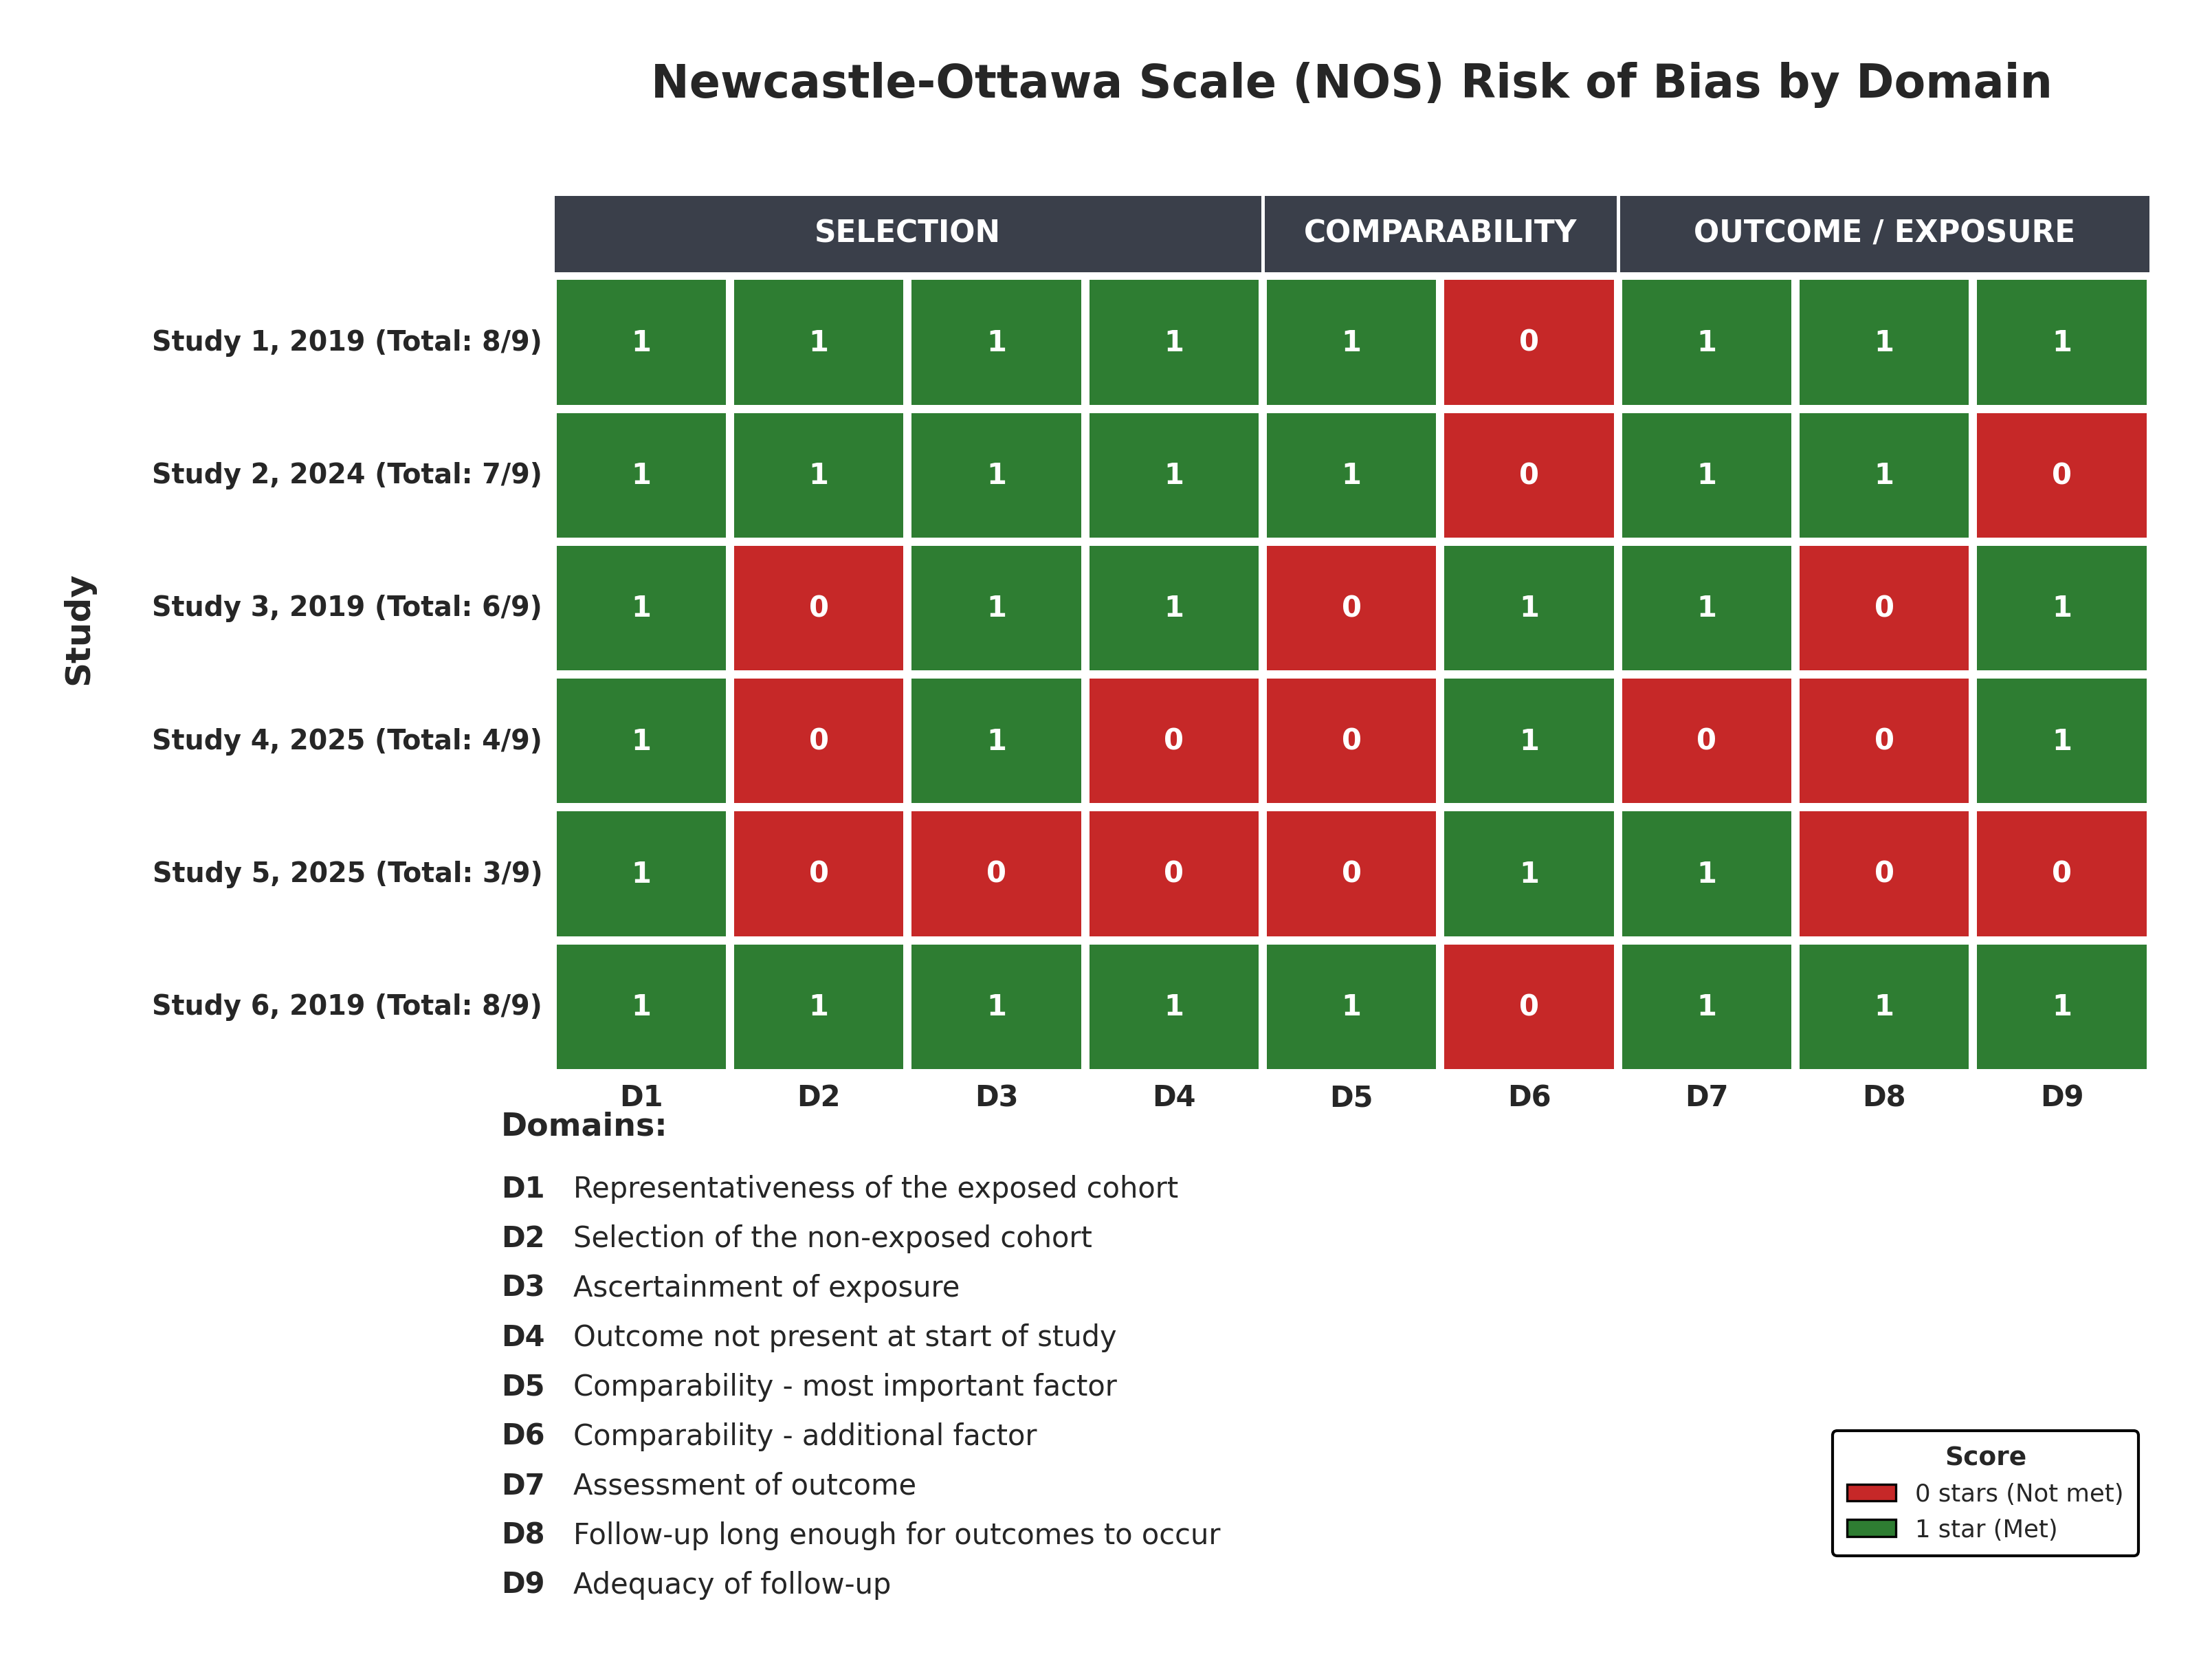 Newcastle-Ottawa Scale (NOS) Risk of Bias by Domain
SELECTION COMPARABILITY OUTCOME / EXPOSURE
Study
Study 1, 2019 (Total: 8/9) 1 1 1 1 1 0 1 1 1
Study 2, 2024 (Total: 7/9) 1 1 1 1 1 0 1 1 0
Study 3, 2019 (Total: 6/9) 1 0 1 1 0 1 1 0 1
Study 4, 2025 (Total: 4/9) 1 0 1 0 0 1 0 0 1
Study 5, 2025 (Total: 3/9) 1 0 0 0 0 1 1 0 0
Study 6, 2019 (Total: 8/9) 1 1 1 1 1 0 1 1 1
D1 D2 D3 D4 D5 D6 D7 D8 D9
Domains:
D1 Representativeness of the exposed cohort
D2 Selection of the non-exposed cohort
D3 Ascertainment of exposure
D4 Outcome not present at start of study
D5 Comparability - most important factor
D6 Comparability - additional factor
D7 Assessment of outcome
D8 Follow-up long enough for outcomes to occur
D9 Adequacy of follow-up
Score
0 stars (Not met)
1 star (Met)